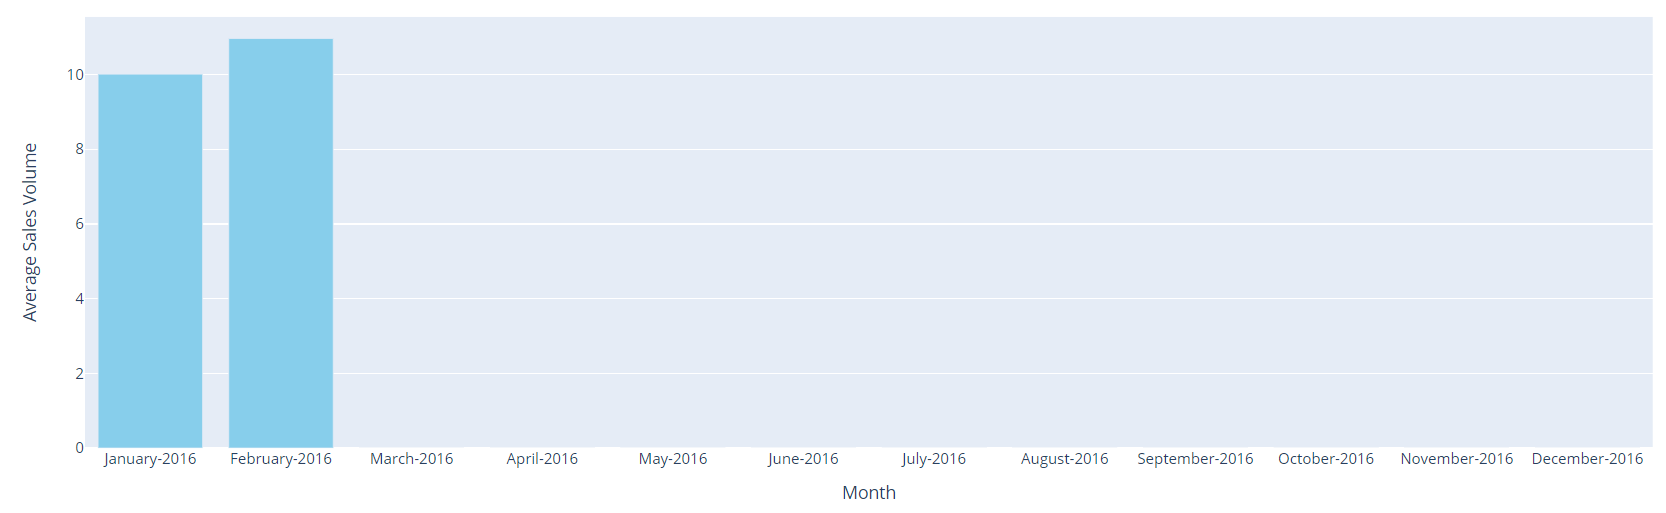 Average Sales Volume
10
8
6
4
2
0
January-2016 February-2016 March-2016 April-2016 May-2016 June-2016 July-2016 August-2016 September-2016 October-2016 November-2016 December-2016
Month